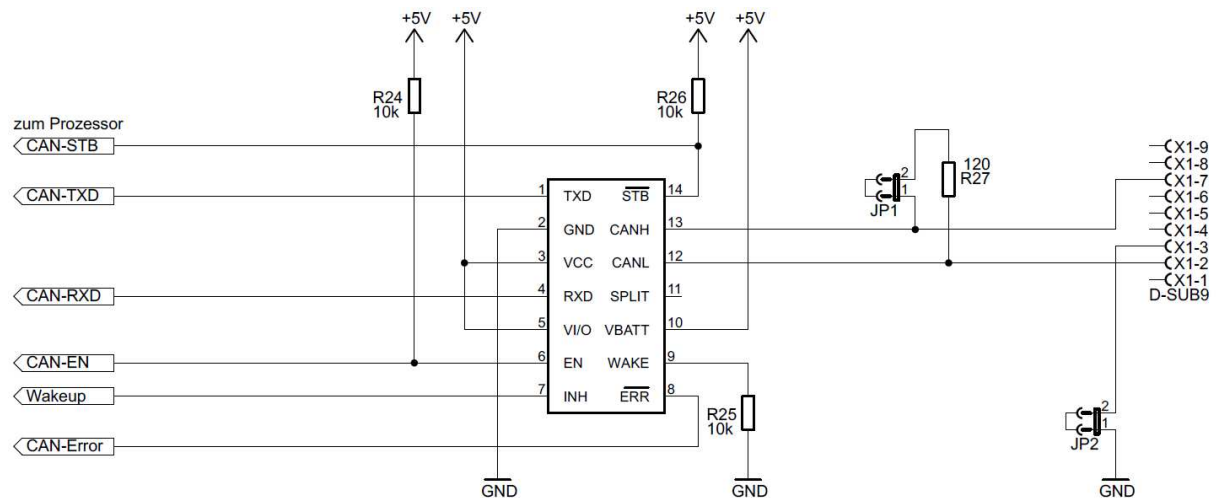 +5V +5V +5V +5V
R24
10k
R26
10k
zum Prozessor
CAN-STB
CAN-TXD
CAN-RXD
CAN-EN
Wakeup
CAN-Error
1 TXD STB 14
2 GND CANH 13
3 VCC CANL 12
4 RXD SPLIT 11
5 VI/O VBATT 10
6 EN WAKE 9
7 INH ERR 8
R25
10k
2
1
JP1
120
R27
X1-9
X1-8
X1-7
X1-6
X1-5
X1-4
X1-3
X1-2
X1-1
D-SUB9
2
1
JP2
GND GND GND